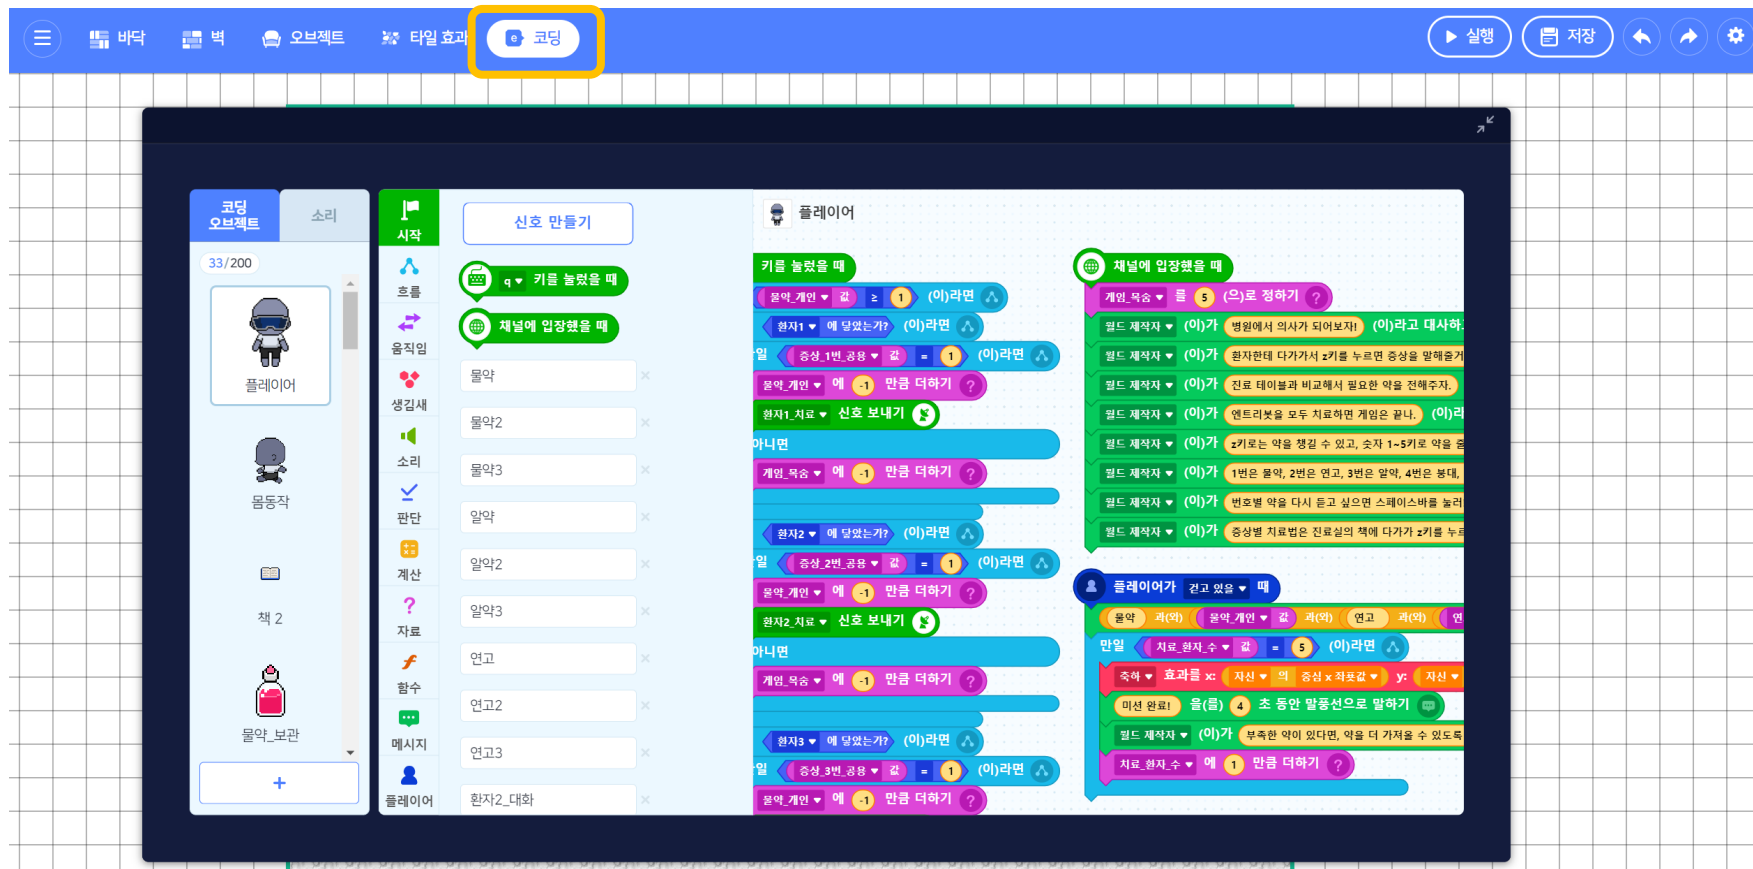 바닥
벽
오브젝트
타일 효과
코딩
실행
저장
코딩
오브젝트
소리
33/200
플레이어
몸동작
책 2
물약_보관
+
시작
흐름
움직임
생김새
소리
판단
계산
자료
함수
메시지
플레이어
신호 만들기
q 키를 눌렀을 때
채널에 입장했을 때
물약
물약2
물약3
알약
알약2
알약3
연고
연고2
연고3
환자2_대화
플레이어
키를 눌렀을 때
물약_개인 값 ≥ 1 (이)라면
환자1 에 닿았는가? (이)라면
일 증상_1번_공용 값 = 1 (이)라면
물약_개인 에 -1 만큼 더하기
환자1_치료 신호 보내기
아니면
게임_목숨 에 -1 만큼 더하기
환자2 에 닿았는가? (이)라면
일 증상_2번_공용 값 = 1 (이)라면
물약_개인 에 -1 만큼 더하기
환자2_치료 신호 보내기
아니면
게임_목숨 에 -1 만큼 더하기
환자3 에 닿았는가? (이)라면
일 증상_3번_공용 값 = 1 (이)라면
물약_개인 에 -1 만큼 더하기
채널에 입장했을 때
게임_목숨 를 5 (으)로 정하기
월드 제작자 (이)가 병원에서 의사가 되어보자! (이)라고 대사하
월드 제작자 (이)가 환자한테 다가가서 z키를 누르면 증상을 말해줄거
월드 제작자 (이)가 진료 테이블과 비교해서 필요한 약을 전해주자.
월드 제작자 (이)가 엔트리봇을 모두 치료하면 게임은 끝나. (이)라
월드 제작자 (이)가 z키로는 약을 챙길 수 있고, 숫자 1~5키로 약을 줄
월드 제작자 (이)가 1번은 물약, 2번은 연고, 3번은 알약, 4번은 붕대,
월드 제작자 (이)가 번호별 약을 다시 듣고 싶으면 스페이스바를 눌러
월드 제작자 (이)가 증상별 치료법은 진료실의 책에 다가가 z키를 누르
플레이어가 걷고 있을 때
물약 과(와) 물약_개인 값 과(와) 연고 과(와) 연
만일 치료_환자_수 값 = 5 (이)라면
축하 효과를 x: 자신 의 중심 x 좌푯값 y: 자신
미션 완료! 을(를) 4 초 동안 말풍선으로 말하기
월드 제작자 (이)가 부족한 약이 있다면, 약을 더 가져올 수 있도록
치료_환자_수 에 1 만큼 더하기